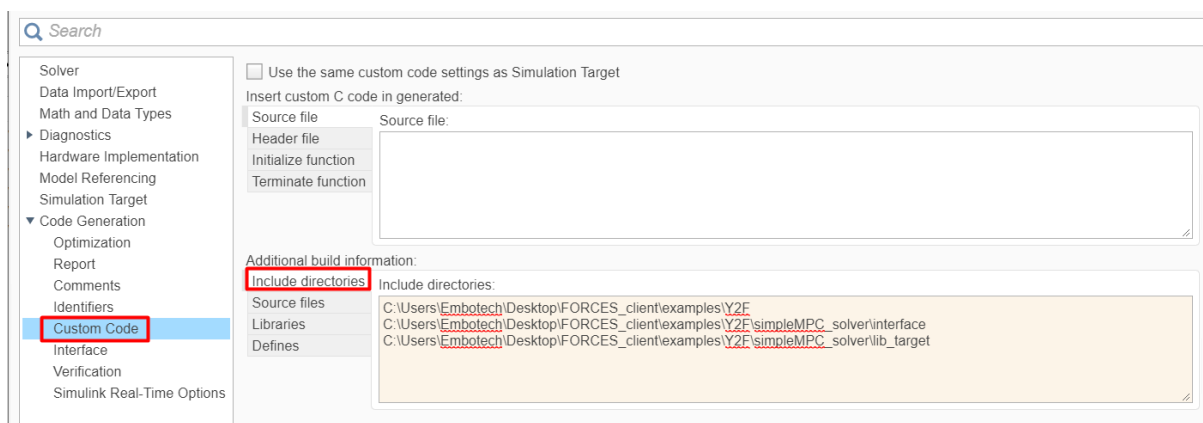 Search
Solver
Data Import/Export
Math and Data Types
Diagnostics
Hardware Implementation
Model Referencing
Simulation Target
Code Generation
Optimization
Report
Comments
Identifiers
Custom Code
Interface
Verification
Simulink Real-Time Options
Use the same custom code settings as Simulation Target
Insert custom C code in generated:
Source file
Header file
Initialize function
Terminate function
Source file:
Additional build information:
Include directories
Source files
Libraries
Defines
Include directories:
C:\Users\Embotech\Desktop\FORCES_client\examples\Y2F
C:\Users\Embotech\Desktop\FORCES_client\examples\Y2F\simpleMPC_solver\interface
C:\Users\Embotech\Desktop\FORCES_client\examples\Y2F\simpleMPC_solver\lib_target